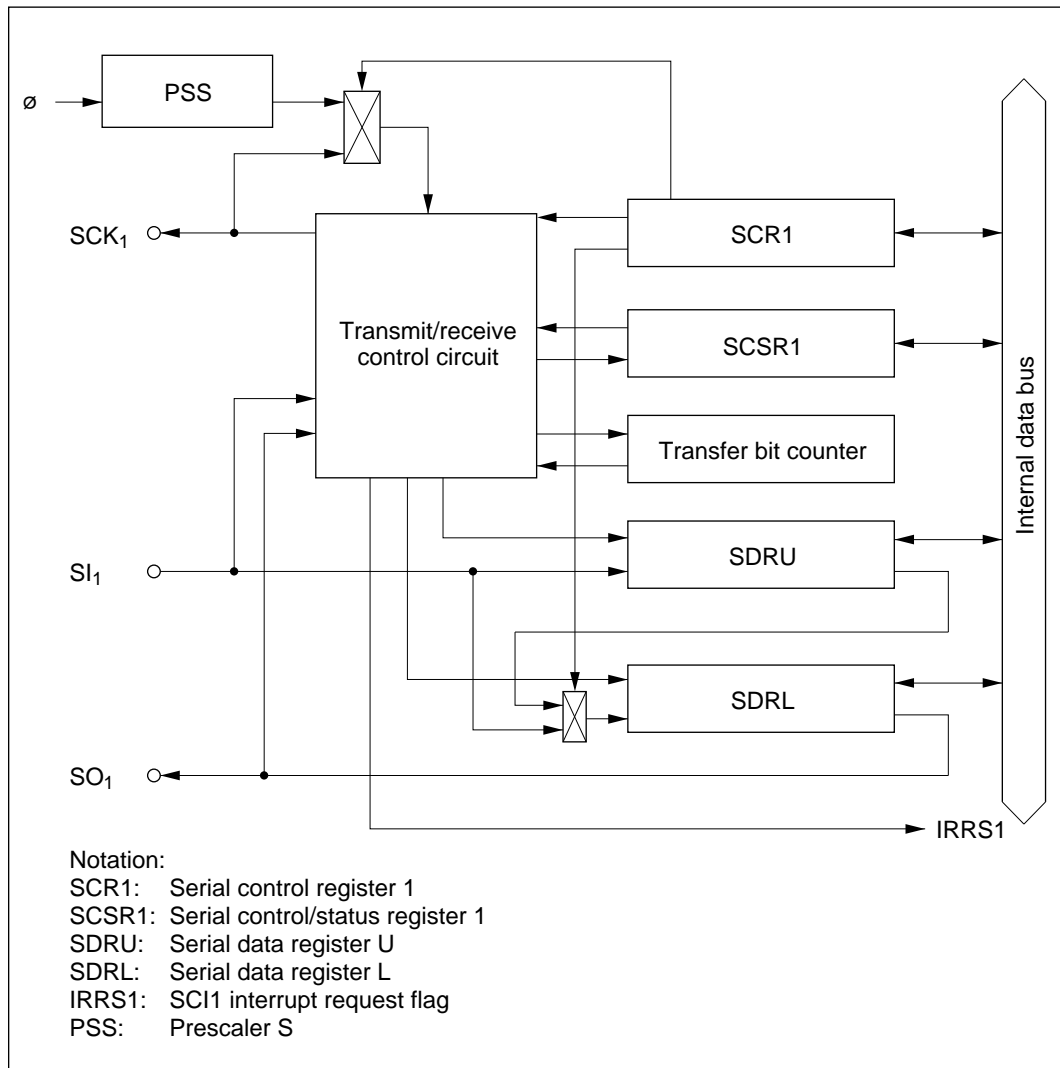 PSS
ø
SCK1
SCR1
Transmit/receive
control circuit
SCSR1
Transfer bit counter
Internal data bus
SI1
SDRU
SDRL
SO1
IRRS1
Notation:
SCR1: Serial control register 1
SCSR1: Serial control/status register 1
SDRU: Serial data register U
SDRL: Serial data register L
IRRS1: SCI1 interrupt request flag
PSS: Prescaler S